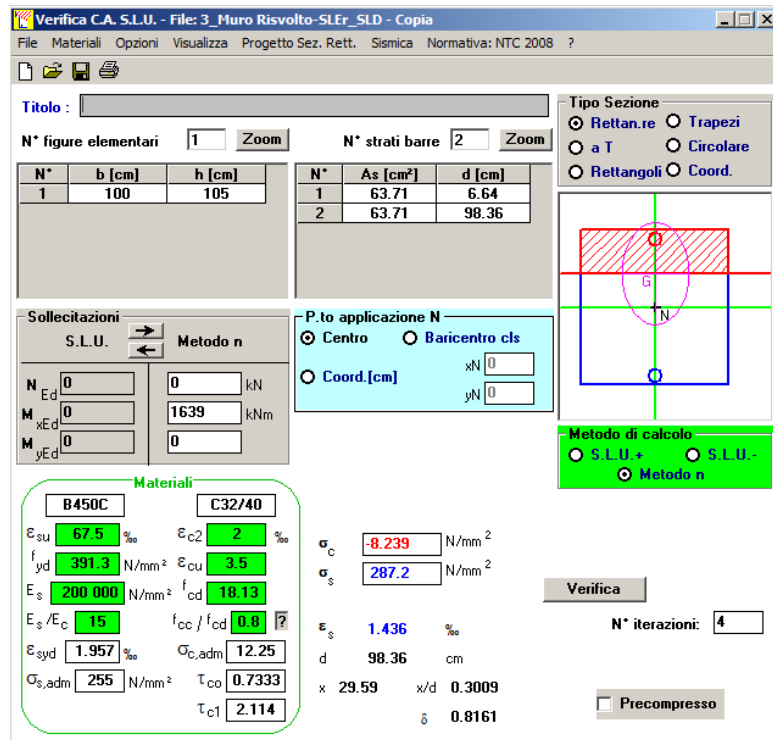 Verifica C.A. S.L.U. - File: 3_Muro Risvolto-SLEr_SLD - Copia
File Materiali Opzioni Visualizza Progetto Sez. Rett. Sismica Normativa: NTC 2008 ?
Titolo :
N° figure elementari 1 Zoom
N° strati barre 2 Zoom
N° b [cm] h [cm]
1 100 105
N° As [cm²] d [cm]
1 63.71 6.64
2 63.71 98.36
Tipo Sezione
Rettan.re Trapezi
a T Circolare
Rettangoli Coord.
G
N
Sollecitazioni
S.L.U. Metodo n
N Ed 0 0 kN
M xEd 0 1639 kNm
M yEd 0 0
P.to applicazione N
Centro Baricentro cls
Coord.[cm]
xN 0
yN 0
Metodo di calcolo
S.L.U.+ S.L.U.-
Metodo n
Materiali
B450C C32/40
εsu 67.5 ‰ εc2 2 ‰
fyd 391.3 N/mm² εcu 3.5
Es 200 000 N/mm² fcd 18.13
Es/Ec 15 fcc / fcd 0.8 ?
εsyd 1.957 ‰ σc,adm 12.25
σs,adm 255 N/mm² τco 0.7333
τc1 2.114
σc -8.239 N/mm²
σs 287.2 N/mm²
εs 1.436 ‰
d 98.36 cm
x 29.59 x/d 0.3009
δ 0.8161
Verifica
N° iterazioni: 4
Precompresso